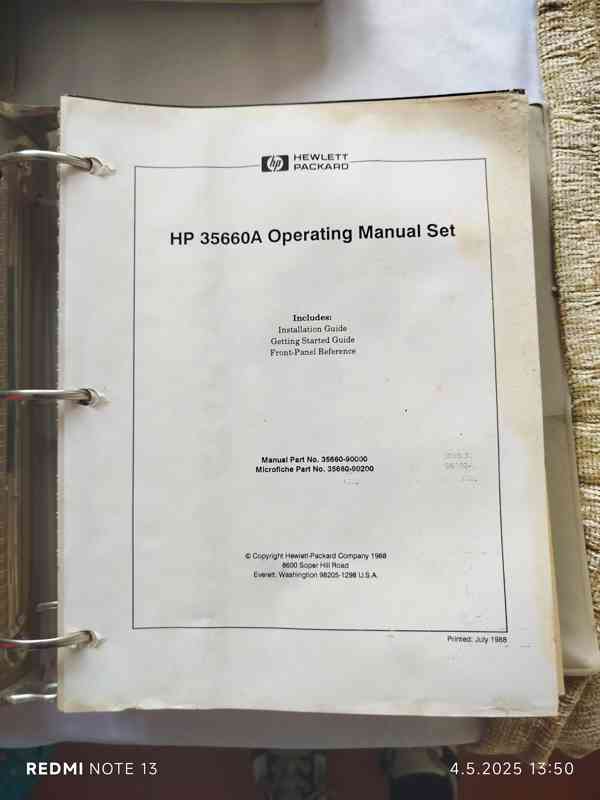 hp HEWLETT
PACKARD
HP 35660A Operating Manual Set
Includes:
Installation Guide
Getting Started Guide
Front-Panel Reference
Manual Part No. 35660-90000
Microfiche Part No. 35660-90200
© Copyright Hewlett-Packard Company 1988
8600 Soper Hill Road
Everett, Washington 98205-1298 U.S.A.
Printed: July 1988
REDMI NOTE 13
4.5.2025 13:50